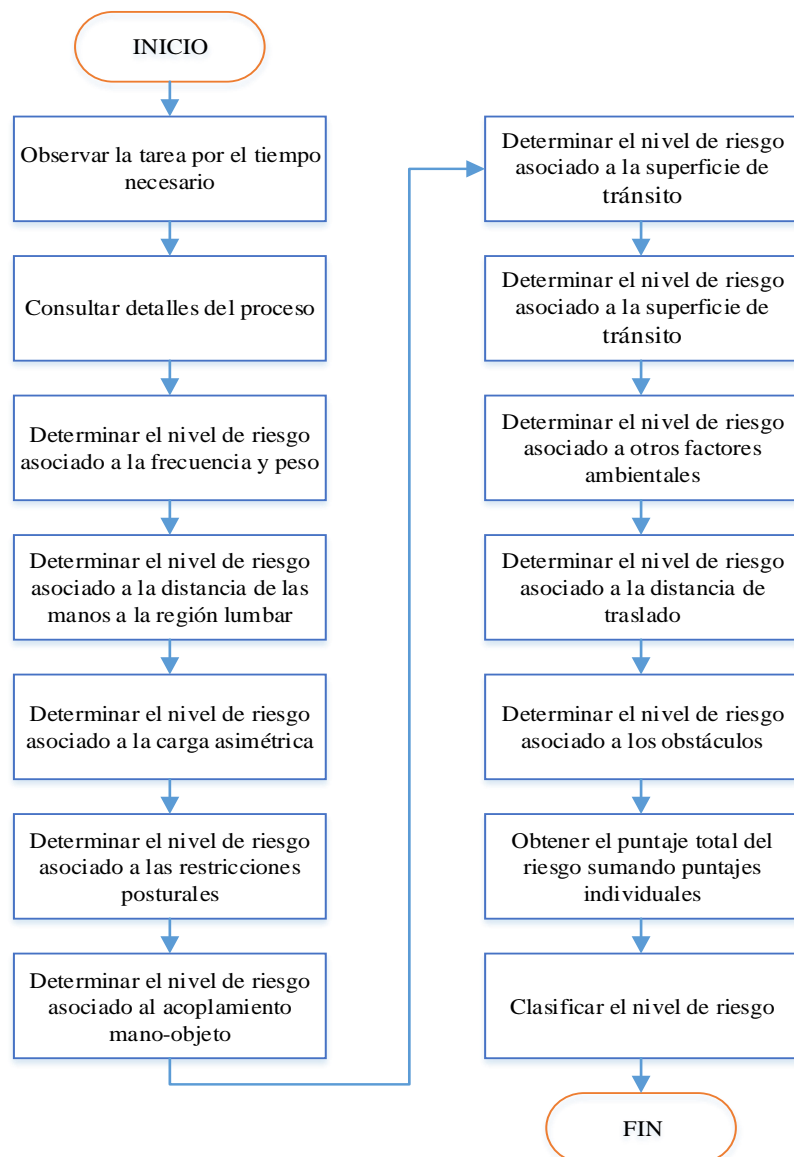 INICIO
Observar la tarea por el tiempo
necesario
Consultar detalles del proceso
Determinar el nivel de riesgo
asociado a la frecuencia y peso
Determinar el nivel de riesgo
asociado a la distancia de las
manos a la región lumbar
Determinar el nivel de riesgo
asociado a la carga asimétrica
Determinar el nivel de riesgo
asociado a las restricciones
posturales
Determinar el nivel de riesgo
asociado al acoplamiento
mano-objeto
Determinar el nivel de riesgo
asociado a la superficie de
tránsito
Determinar el nivel de riesgo
asociado a la superficie de
tránsito
Determinar el nivel de riesgo
asociado a otros factores
ambientales
Determinar el nivel de riesgo
asociado a la distancia de
traslado
Determinar el nivel de riesgo
asociado a los obstáculos
Obtener el puntaje total del
riesgo sumando puntajes
individuales
Clasificar el nivel de riesgo
FIN